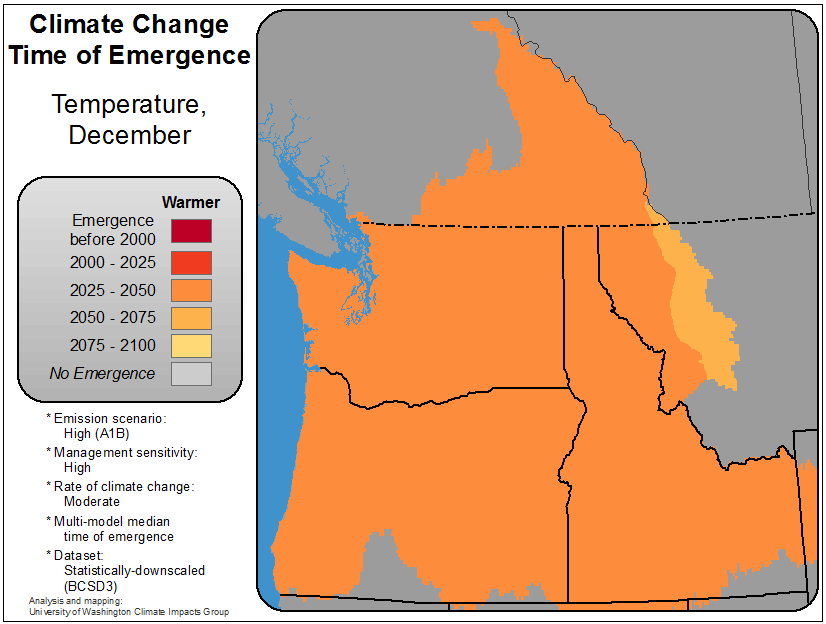 Climate Change
Time of Emergence
Temperature,
December
Warmer
Emergence
before 2000
2000 - 2025
2025 - 2050
2050 - 2075
2075 - 2100
No Emergence
* Emission scenario:
High (A1B)
* Management sensitivity:
High
* Rate of climate change:
Moderate
* Multi-model median
time of emergence
* Dataset:
Statistically-downscaled
(BCSD3)
Analysis and mapping:
University of Washington Climate Impacts Group